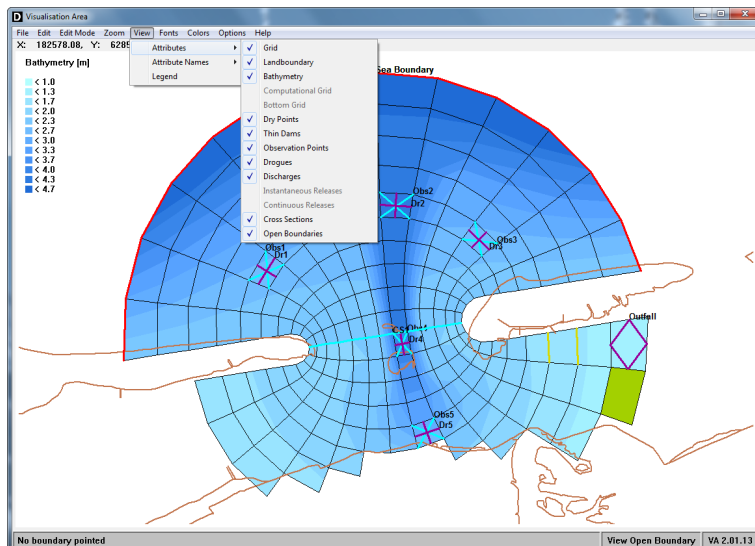 Visualisation Area
File Edit Edit Mode Zoom View Fonts Colors Options Help
X: 182578.08, Y: 6285
Attributes
Attribute Names
Legend
Grid
Landboundary
Bathymetry
Computational Grid
Bottom Grid
Dry Points
Thin Dams
Observation Points
Drogues
Discharges
Instantaneous Releases
Continuous Releases
Cross Sections
Open Boundaries
Bathymetry [m]
< 1.0
< 1.3
< 1.7
< 2.0
< 2.3
< 2.7
< 3.0
< 3.3
< 3.7
< 4.0
< 4.3
< 4.7
Sea Boundary
Obs2
Dr2
Obs3
Dr3
Obs1
Dr1
Outfall
Obs4
Dr4
Obs5
Dr5
No boundary pointed
View Open Boundary
VA 2.01.13